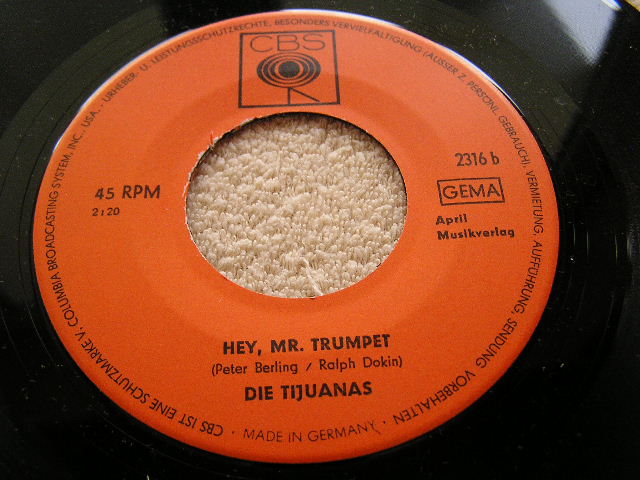 CBS
45 RPM
2:20
2316 b
GEMA
April
Musikverlag
HEY, MR. TRUMPET
(Peter Berling / Ralph Dokin)
DIE TIJUANAS
CBS IST EINE SCHUTZMARKE V. COLUMBIA BROADCASTING SYSTEM, INC. USA. · URHEBER- U. LEISTUNGSSCHUTZRECHTE, BESONDERS VERVIELFÄLTIGUNG (AUSSER Z. PERSÖNL. GEBRAUCH), VERMIETUNG, AUFFÜHRUNG, SENDUNG VORBEHALTEN
· MADE IN GERMANY ·